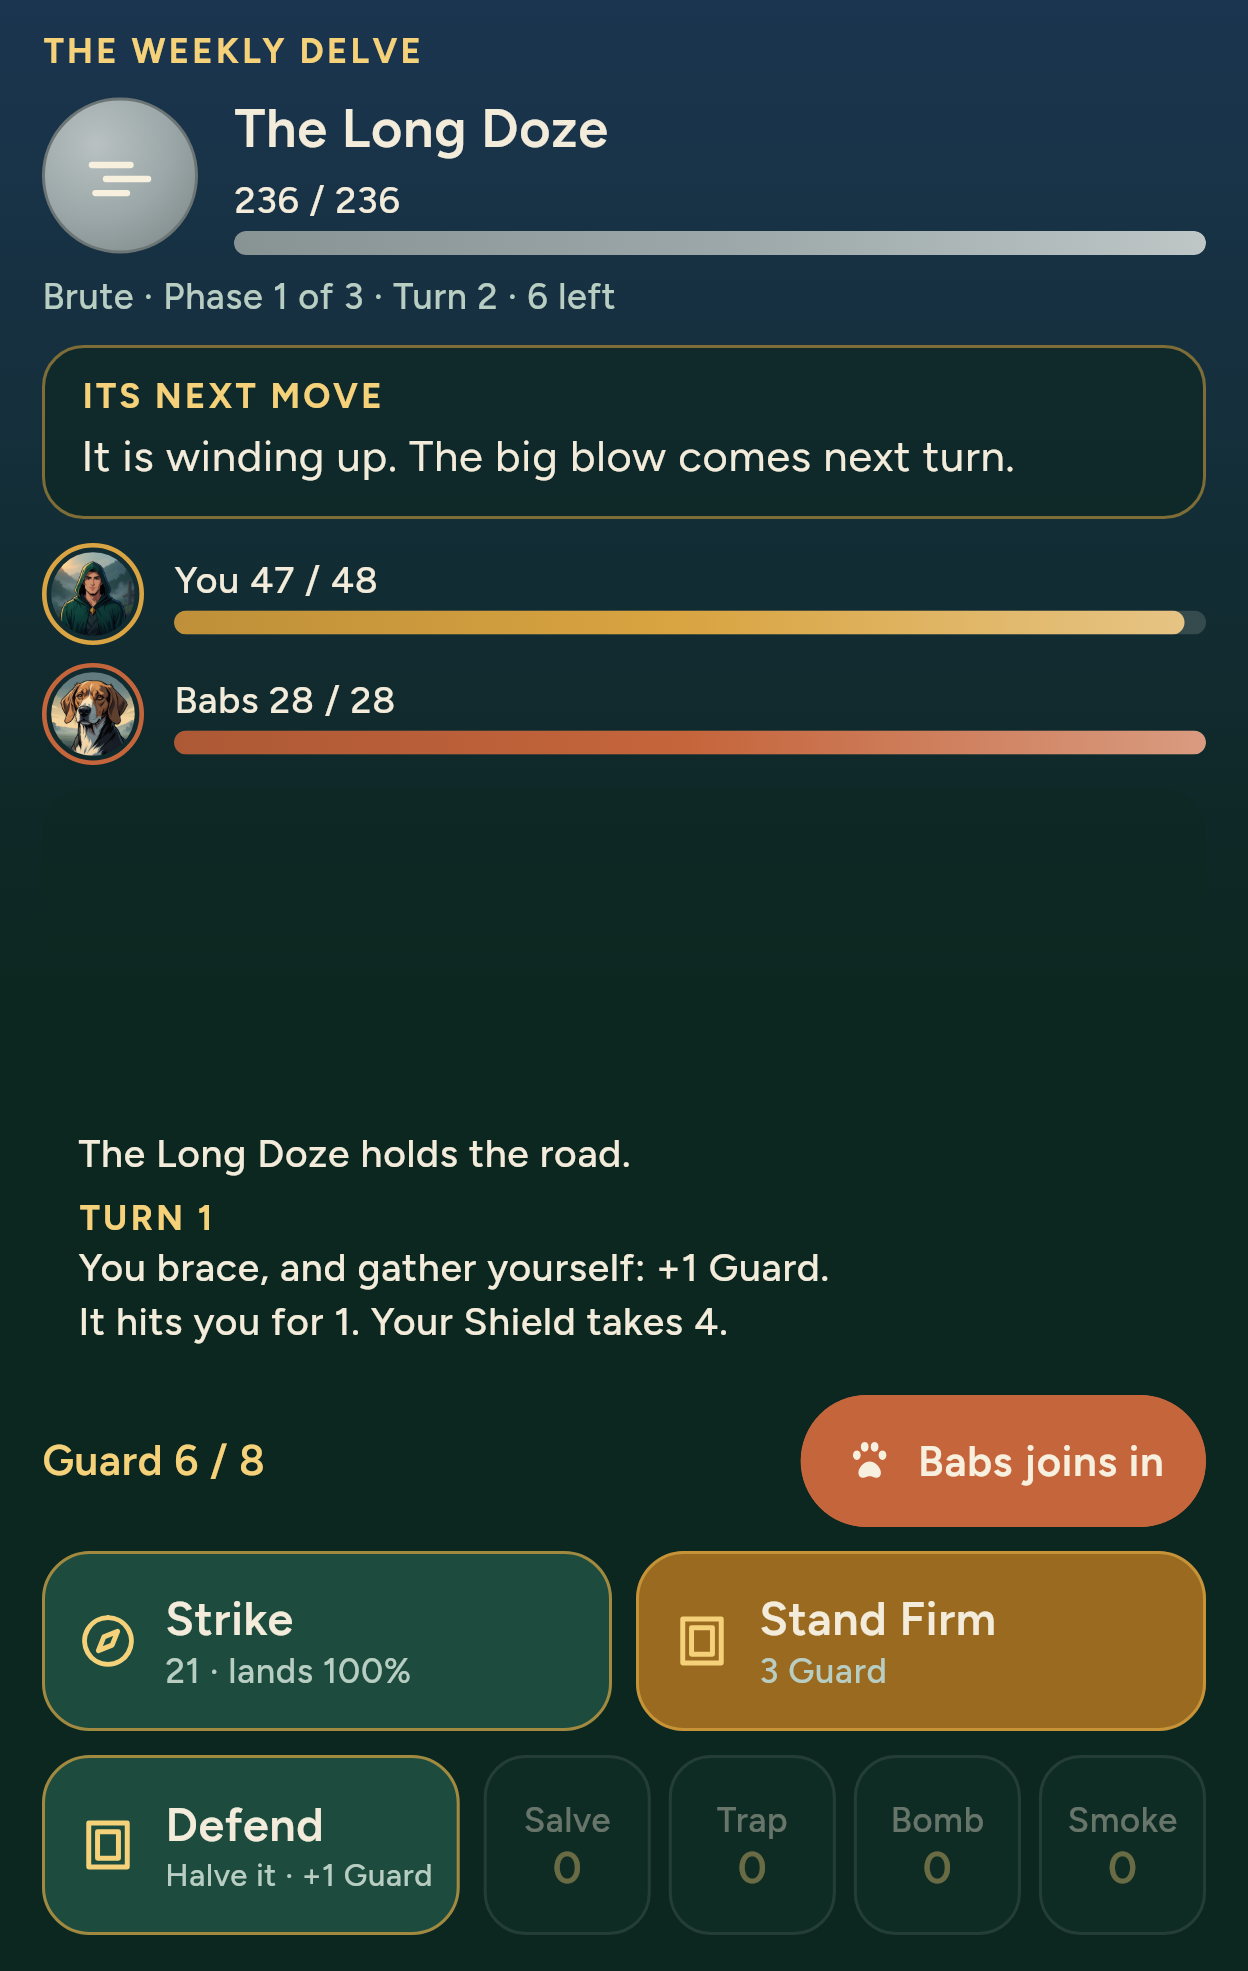 THE WEEKLY DELVE
The Long Doze
236 / 236
Brute · Phase 1 of 3 · Turn 2 · 6 left
ITS NEXT MOVE
It is winding up. The big blow comes next turn.
You 47 / 48
Babs 28 / 28
The Long Doze holds the road.
TURN 1
You brace, and gather yourself: +1 Guard.
It hits you for 1. Your Shield takes 4.
Guard 6 / 8
Babs joins in
Strike
21 · lands 100%
Stand Firm
3 Guard
Defend
Halve it · +1 Guard
Salve
0
Trap
0
Bomb
0
Smoke
0